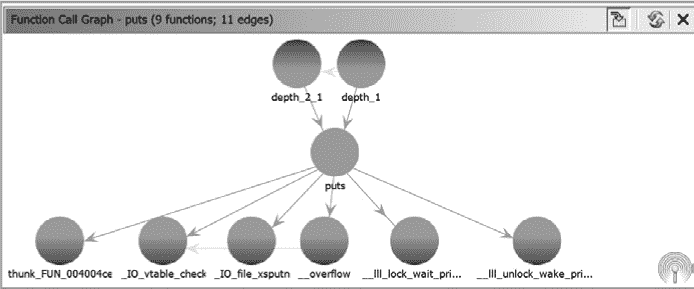 Function Call Graph - puts (9 functions; 11 edges)
depth_2_1 depth_1
puts
thunk_FUN_004004ce _IO_vtable_check _IO_file_xsputn __overflow __lll_lock_wait_pri... __lll_unlock_wake_pri...